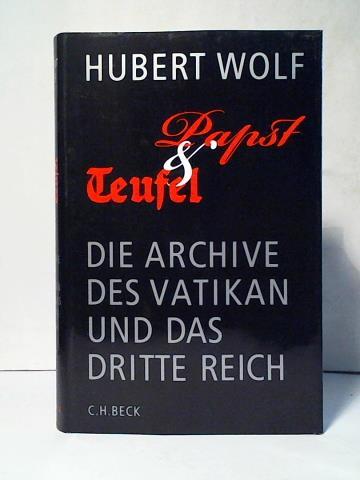 HUBERT WOLF
Papst
&
Teufel
DIE ARCHIVE
DES VATIKAN
UND DAS
DRITTE REICH
C.H.BECK